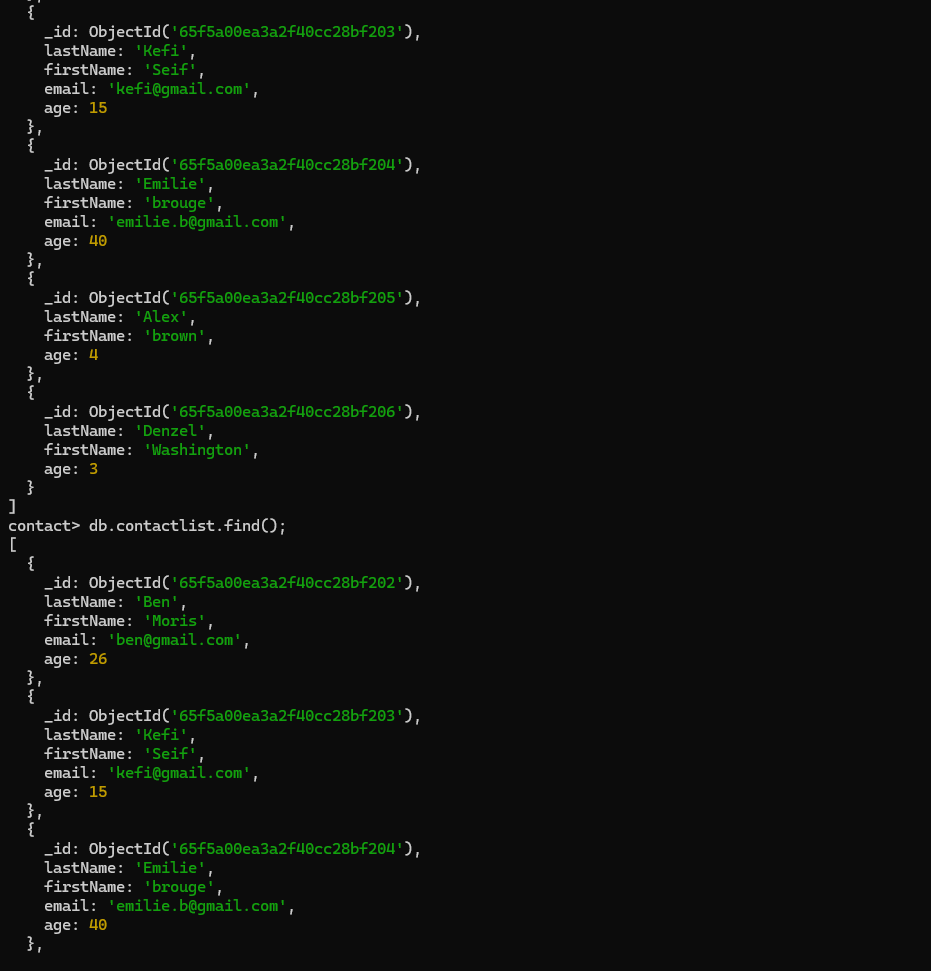 {
    _id: ObjectId('65f5a00ea3a2f40cc28bf203'),
    lastName: 'Kefi',
    firstName: 'Seif',
    email: 'kefi@gmail.com',
    age: 15
  },
  {
    _id: ObjectId('65f5a00ea3a2f40cc28bf204'),
    lastName: 'Emilie',
    firstName: 'brouge',
    email: 'emilie.b@gmail.com',
    age: 40
  },
  {
    _id: ObjectId('65f5a00ea3a2f40cc28bf205'),
    lastName: 'Alex',
    firstName: 'brown',
    age: 4
  },
  {
    _id: ObjectId('65f5a00ea3a2f40cc28bf206'),
    lastName: 'Denzel',
    firstName: 'Washington',
    age: 3
  }
]
contact> db.contactlist.find();
[
  {
    _id: ObjectId('65f5a00ea3a2f40cc28bf202'),
    lastName: 'Ben',
    firstName: 'Moris',
    email: 'ben@gmail.com',
    age: 26
  },
  {
    _id: ObjectId('65f5a00ea3a2f40cc28bf203'),
    lastName: 'Kefi',
    firstName: 'Seif',
    email: 'kefi@gmail.com',
    age: 15
  },
  {
    _id: ObjectId('65f5a00ea3a2f40cc28bf204'),
    lastName: 'Emilie',
    firstName: 'brouge',
    email: 'emilie.b@gmail.com',
    age: 40
  },